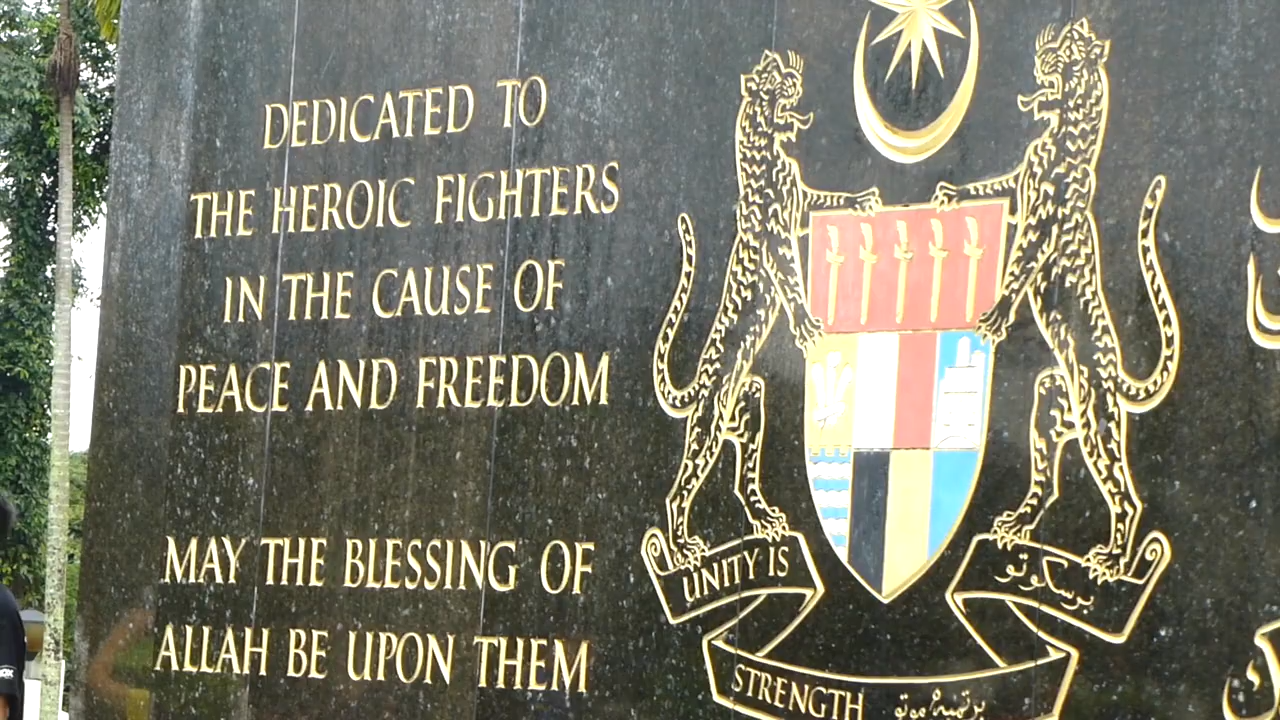 DEDICATED TO
THE HEROIC FIGHTERS
IN THE CAUSE OF
PEACE AND FREEDOM
MAY THE BLESSING OF
ALLAH BE UPON THEM
UNITY IS
برسكوتو
STRENGTH